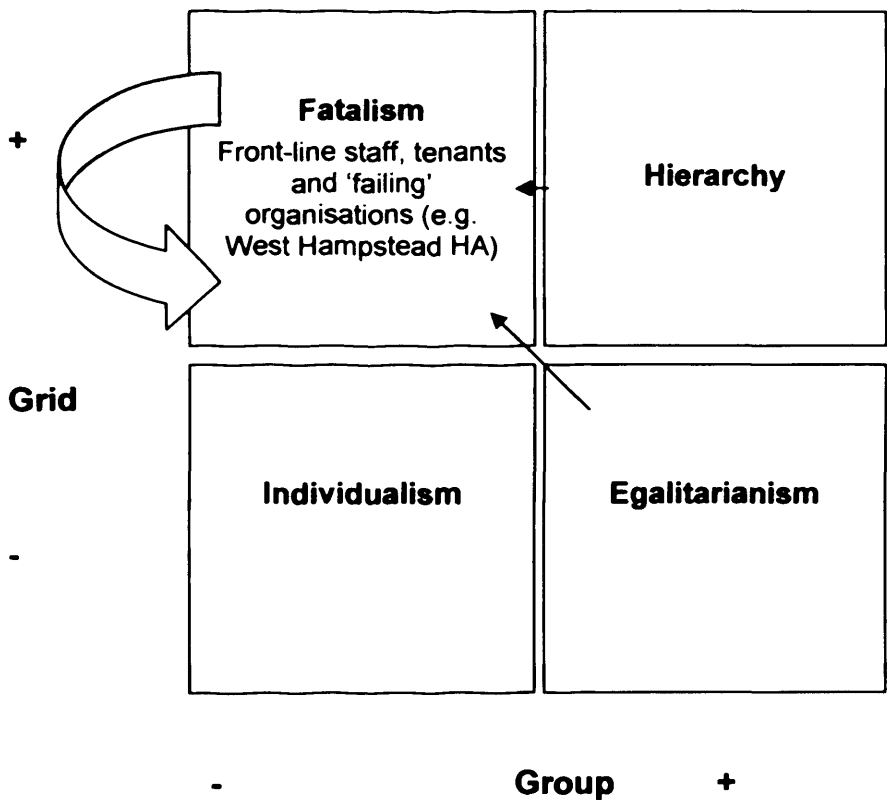 +
Fatalism
Front-line staff, tenants
and 'failing'
organisations (e.g.
West Hampstead HA)
Hierarchy
Grid
Individualism
Egalitarianism
-
- Group +